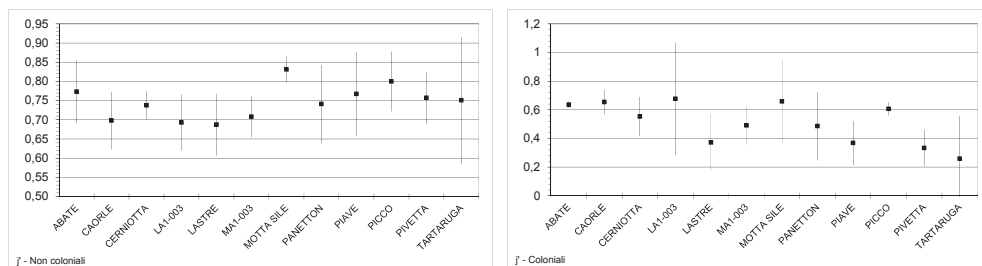 0,95
0,90
0,85
0,80
0,75
0,70
0,65
0,60
0,55
0,50
ABATE
CAORLE
CERNIOTTA
LA1-003
LASTRE
MA1-003
MOTTA SILE
PANETTON
PIAVE
PICCO
PIVETTA
TARTARUGA
j' - Non coloniali
1,2
1
0,8
0,6
0,4
0,2
0
ABATE
CAORLE
CERNIOTTA
LA1-003
LASTRE
MA1-003
MOTTA SILE
PANETTON
PIAVE
PICCO
PIVETTA
TARTARUGA
j' - Coloniali